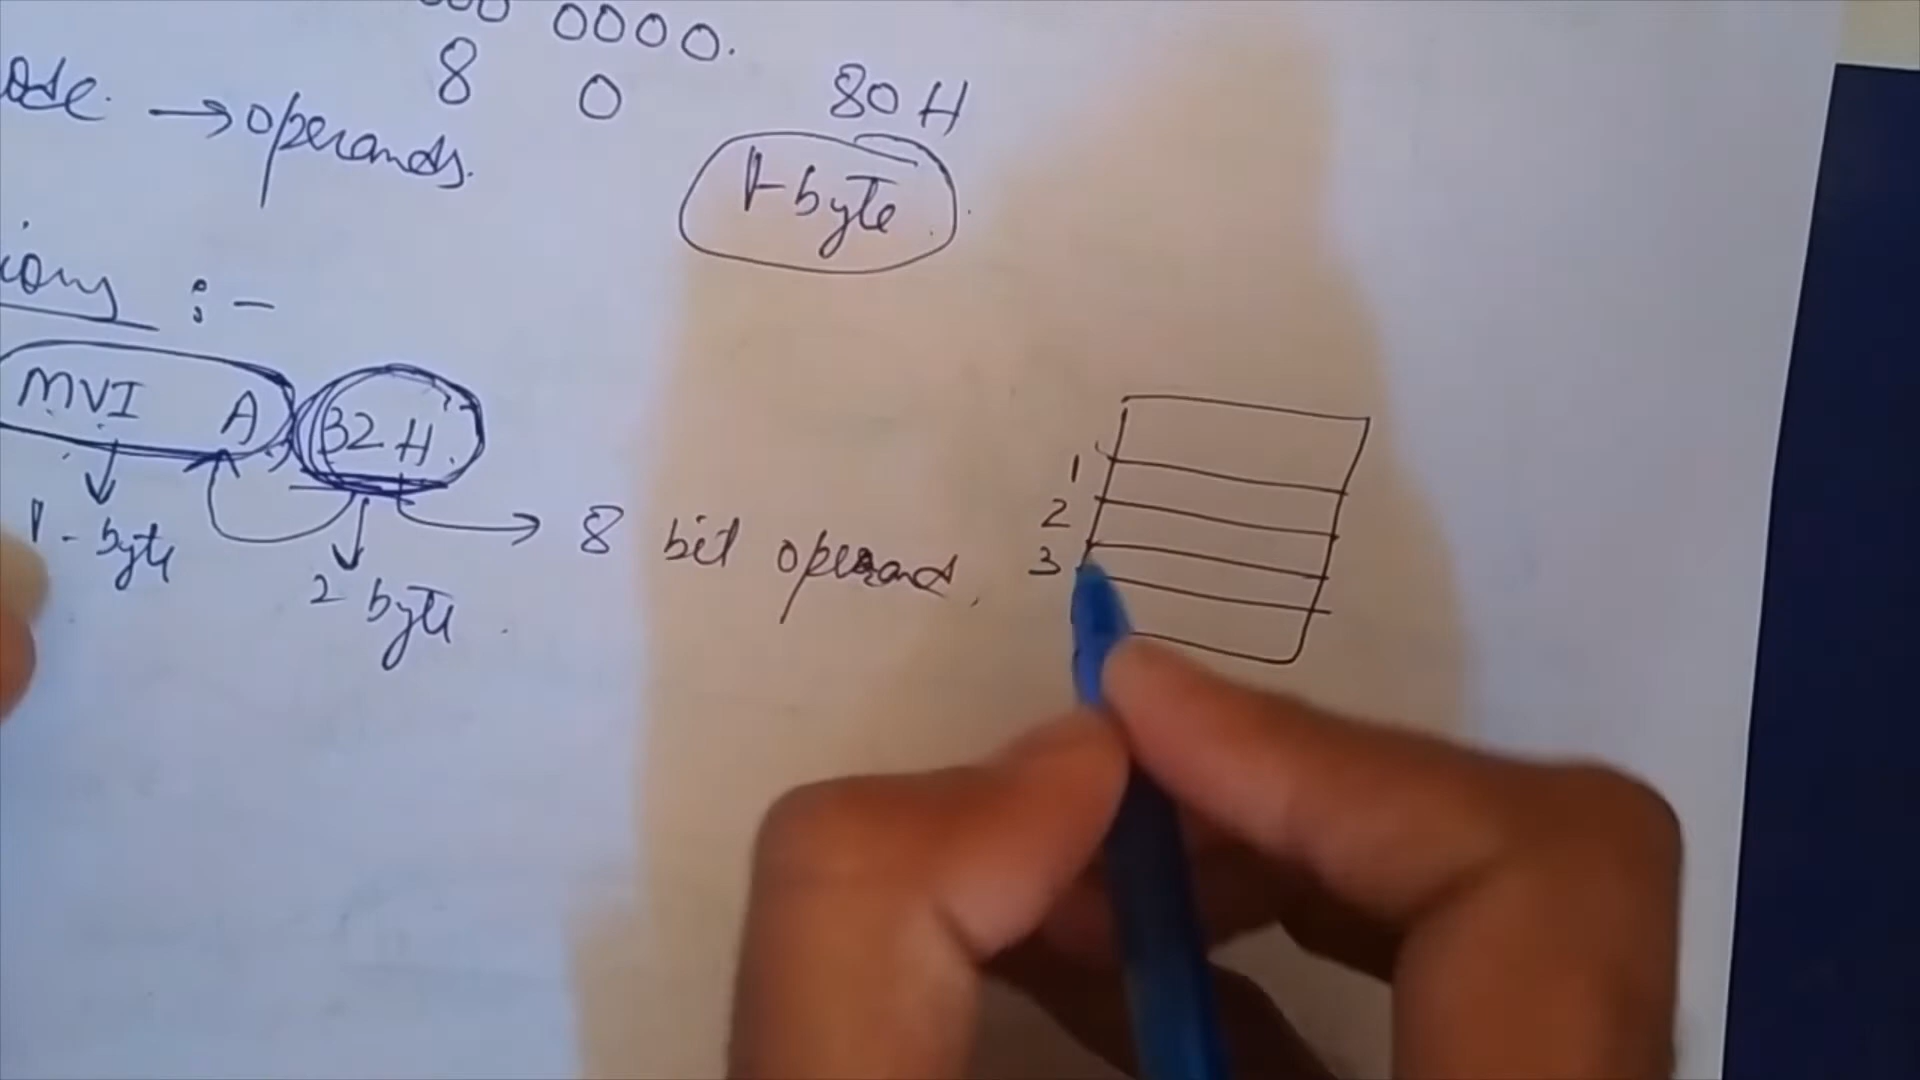 0000.
8 0 80 H
→ operands.
1-byte
:-
MVI A, 32 H.
1
2
3
8 bit operand.
1 - byte
2 byte.